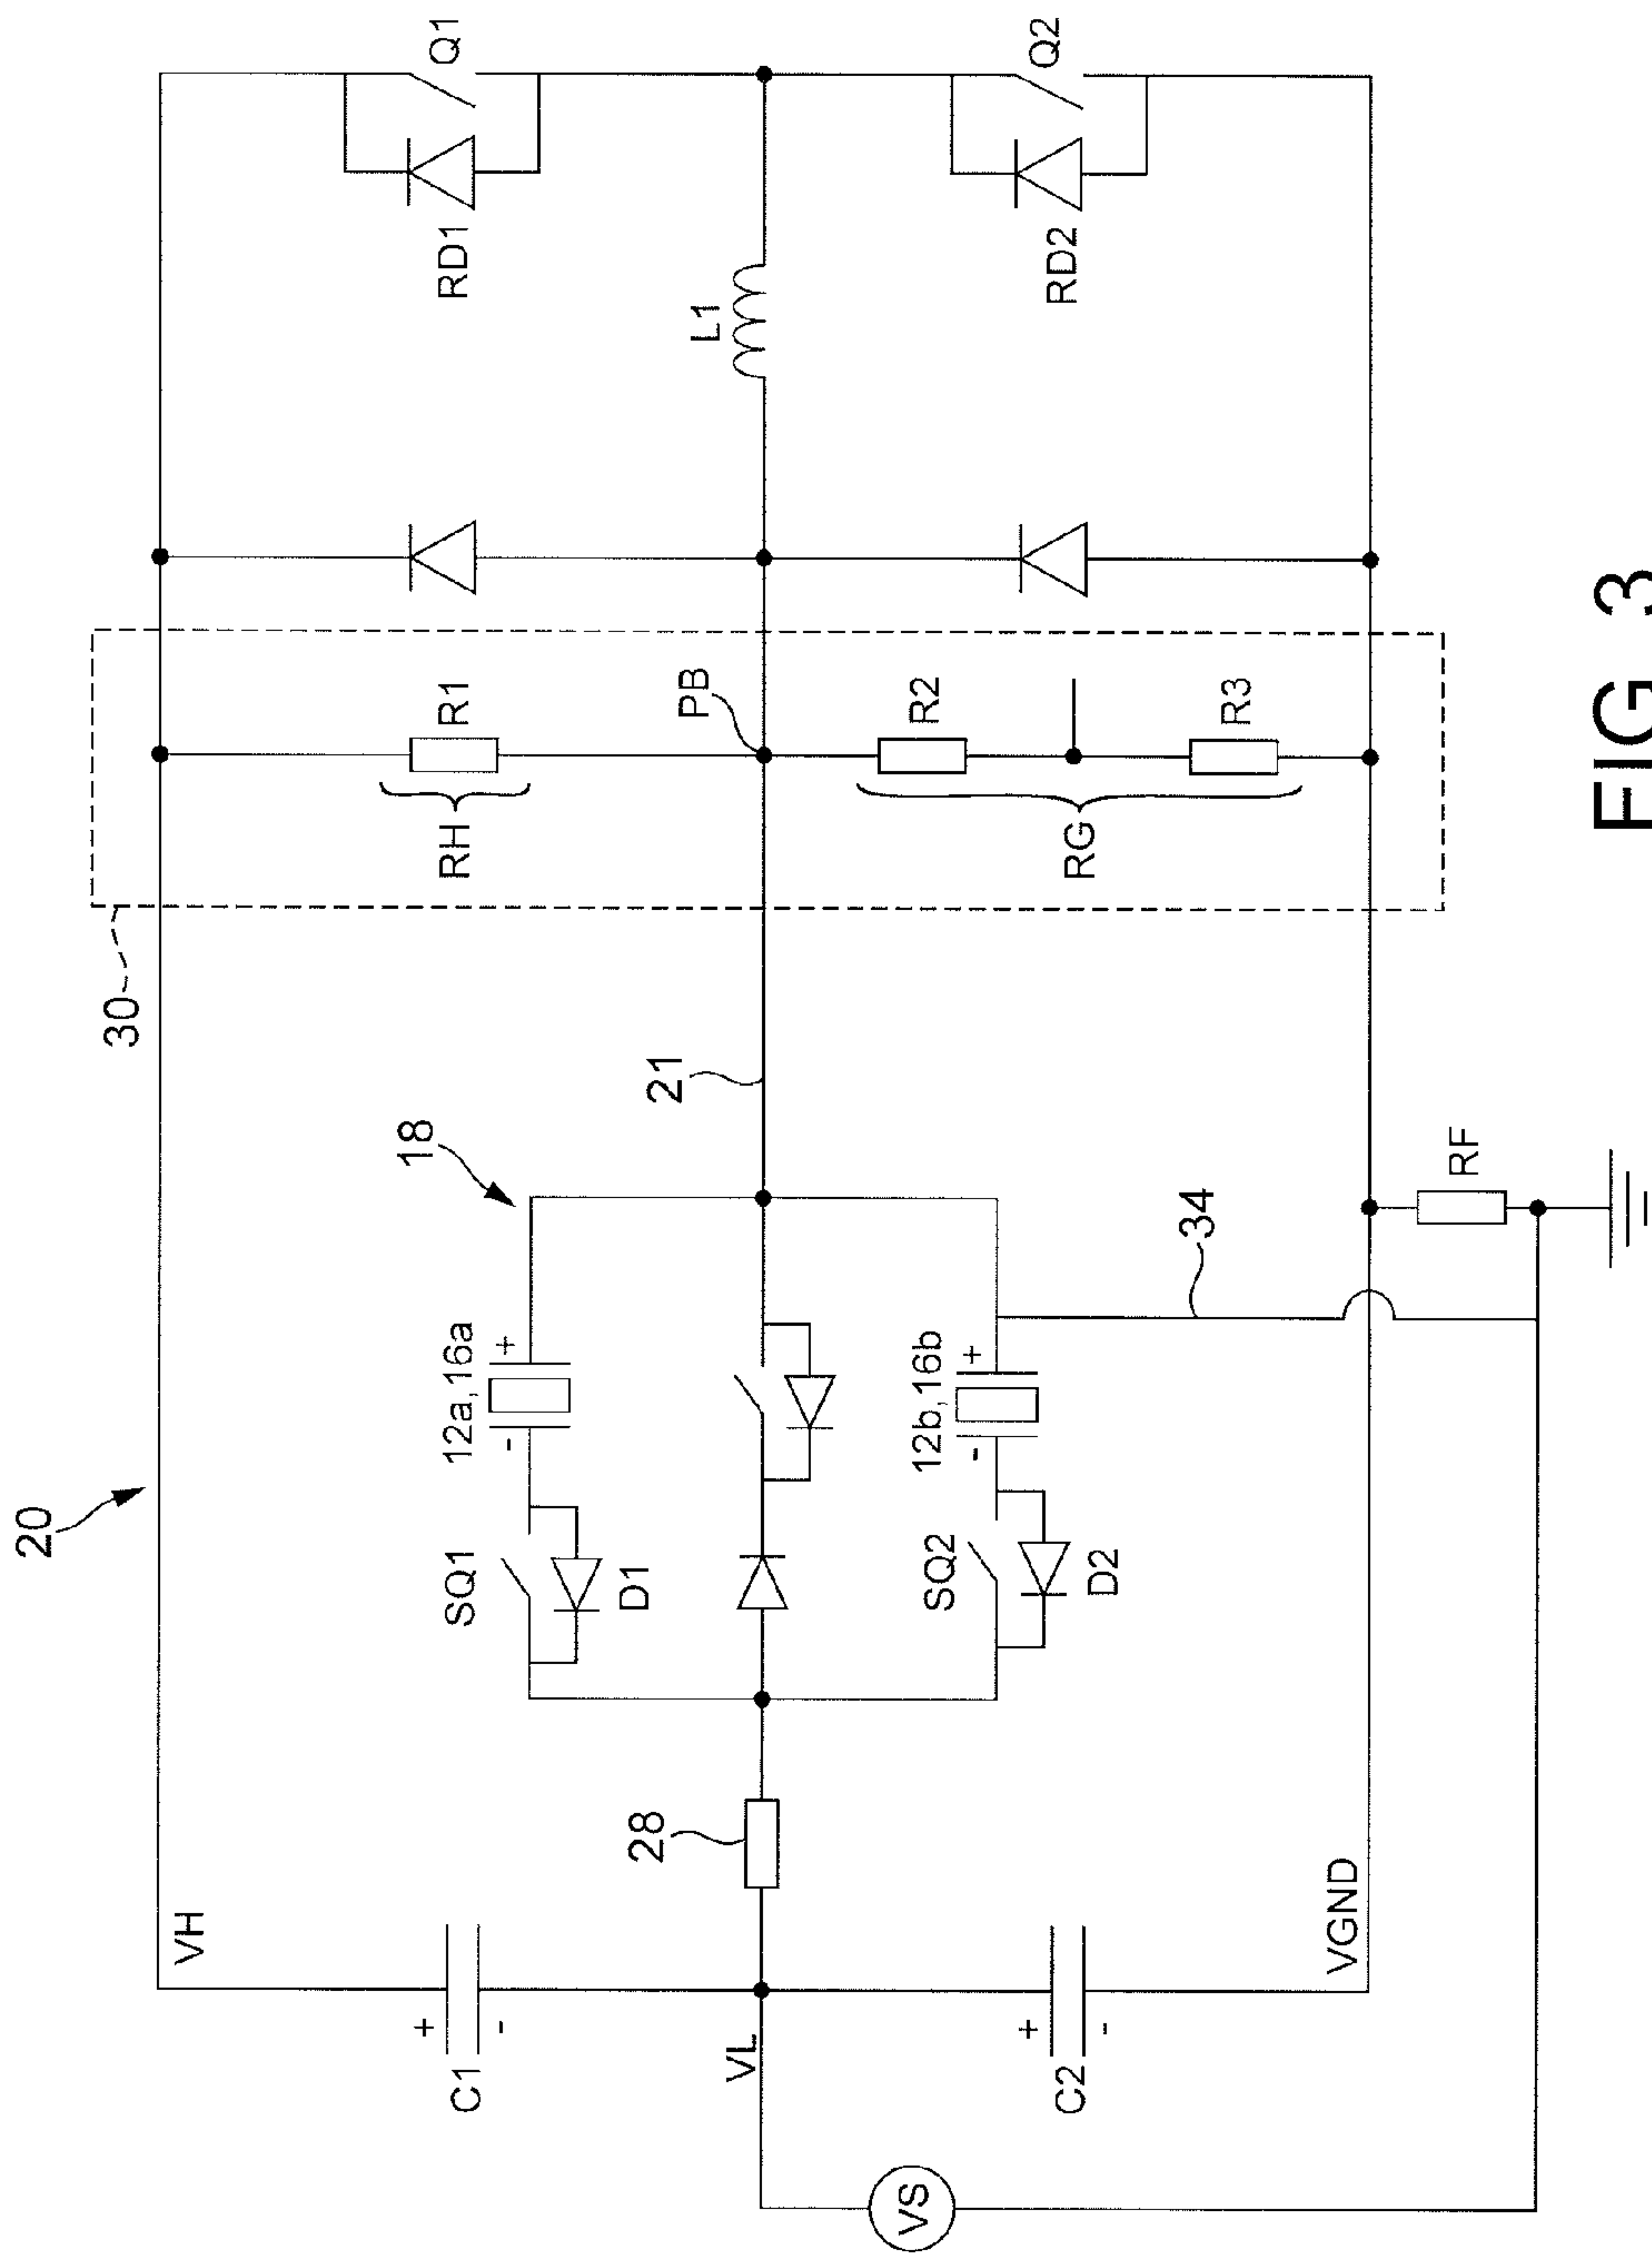 20
VH
+
-
C1
VL
VS
+
-
C2
VGND
28
SQ1
D1
12a,16a
-
+
18
SQ2
D2
12b,16b
-
+
34
21
RF
30
RH
R1
PB
RG
R2
R3
L1
RD1
Q1
RD2
Q2
FIG 3